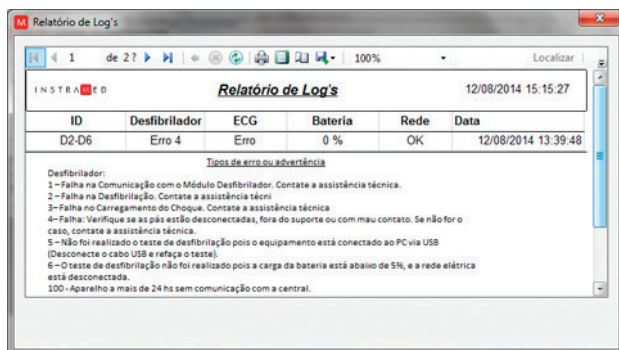 Relatório de Log's
1 de 2? 100% Localizar
INSTRAMED Relatório de Log's 12/08/2014 15:15:27
ID Desfibrilador ECG Bateria Rede Data
D2-D6 Erro 4 Erro 0 % OK 12/08/2014 13:39:48
Tipos de erro ou advertência
Desfibrilador:
1 – Falha na Comunicação com o Módulo Desfibrilador. Contate a assistência técnica.
2 – Falha na Desfibrilação. Contate a assistência técni
3– Falha no Carregamento do Choque. Contate a assistência técnica
4–Falha: Verifique se as pás estão desconectadas, fora do suporte ou com mau contato. Se não for o
caso, contate a assistência técnica.
5 – Não foi realizado o teste de desfibrilação pois o equipamento está conectado ao PC via USB
(Desconecte o cabo USB e refaça o teste).
6 – O teste de desfibrilação não foi realizado pois a carga da bateria está abaixo de 5%, e a rede elétrica
está desconectada.
100 - Aparelho a mais de 24 hs sem comunicação com a central.